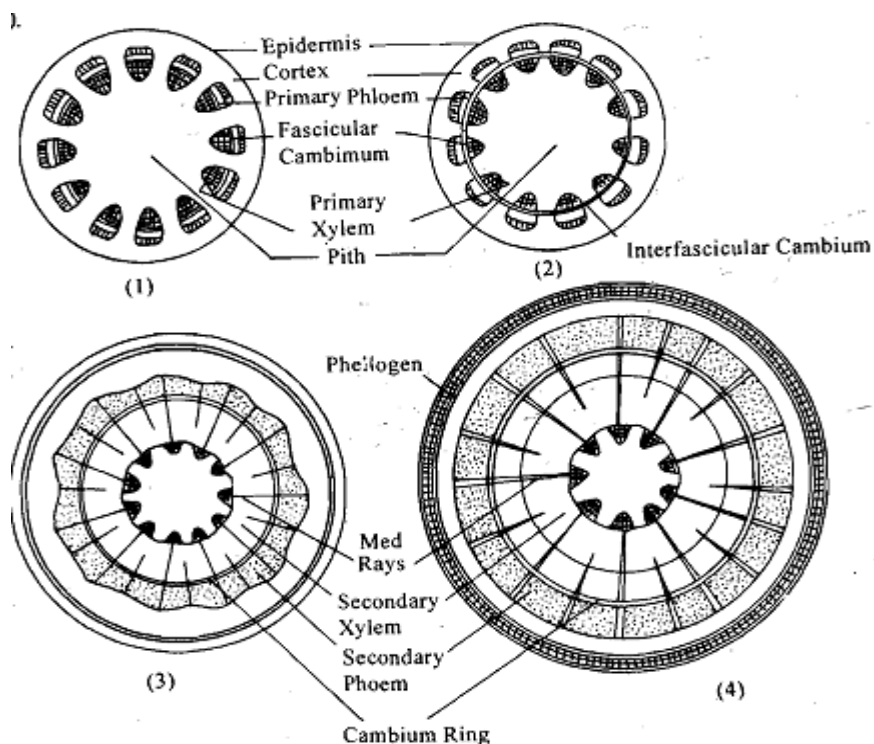 ).
Epidermis
Cortex
Primary Phloem
Fascicular
Cambimum
Primary
Xylem
Pith
Interfascicular Cambium
(1)
(2)
Phellogen
Med
Rays
Secondary
Xylem
Secondary
Phoem
(3)
(4)
Cambium Ring